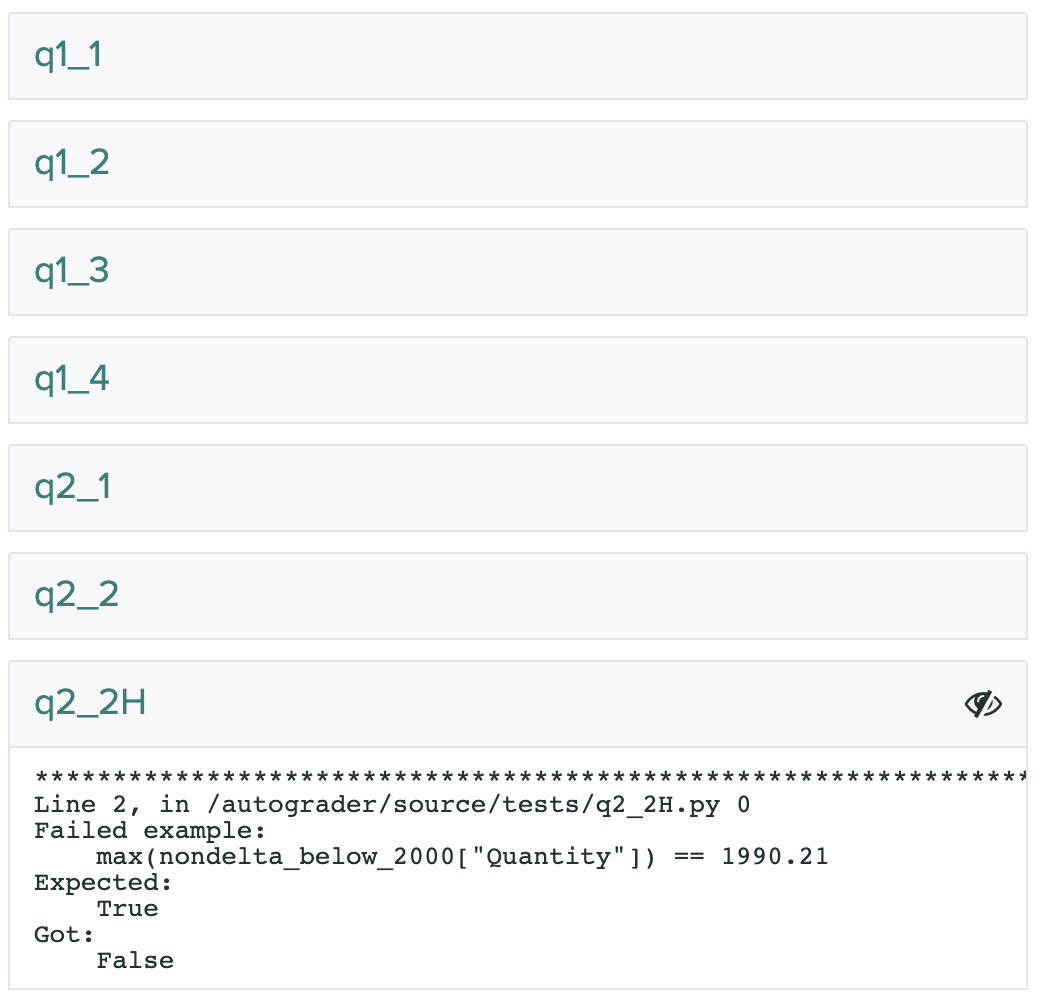 q1_1
q1_2
q1_3
q1_4
q2_1
q2_2
q2_2H
****************************************************************
Line 2, in /autograder/source/tests/q2_2H.py 0
Failed example:
    max(nondelta_below_2000["Quantity"]) == 1990.21
Expected:
    True
Got:
    False